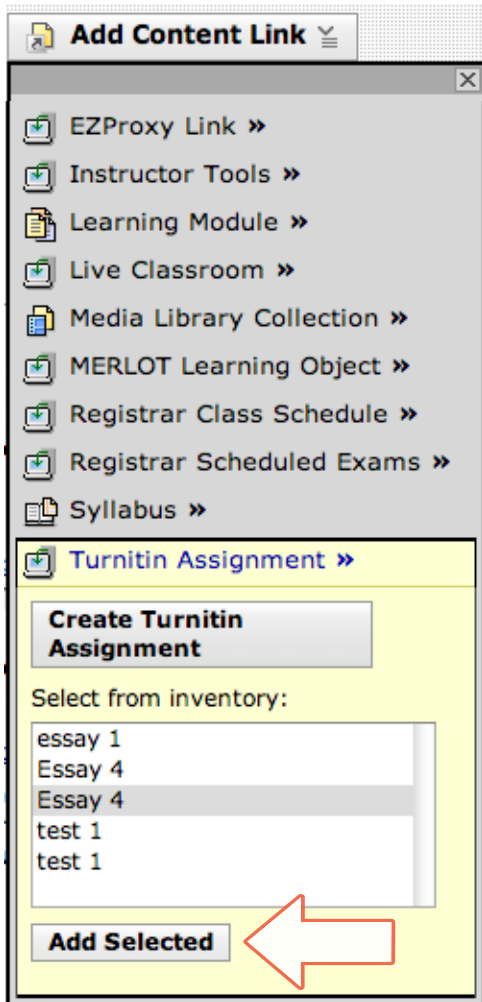 Add Content Link
EZProxy Link »
Instructor Tools »
Learning Module »
Live Classroom »
Media Library Collection »
MERLOT Learning Object »
Registrar Class Schedule »
Registrar Scheduled Exams »
Syllabus »
Turnitin Assignment »
Create Turnitin
Assignment
Select from inventory:
essay 1
Essay 4
Essay 4
test 1
test 1
Add Selected